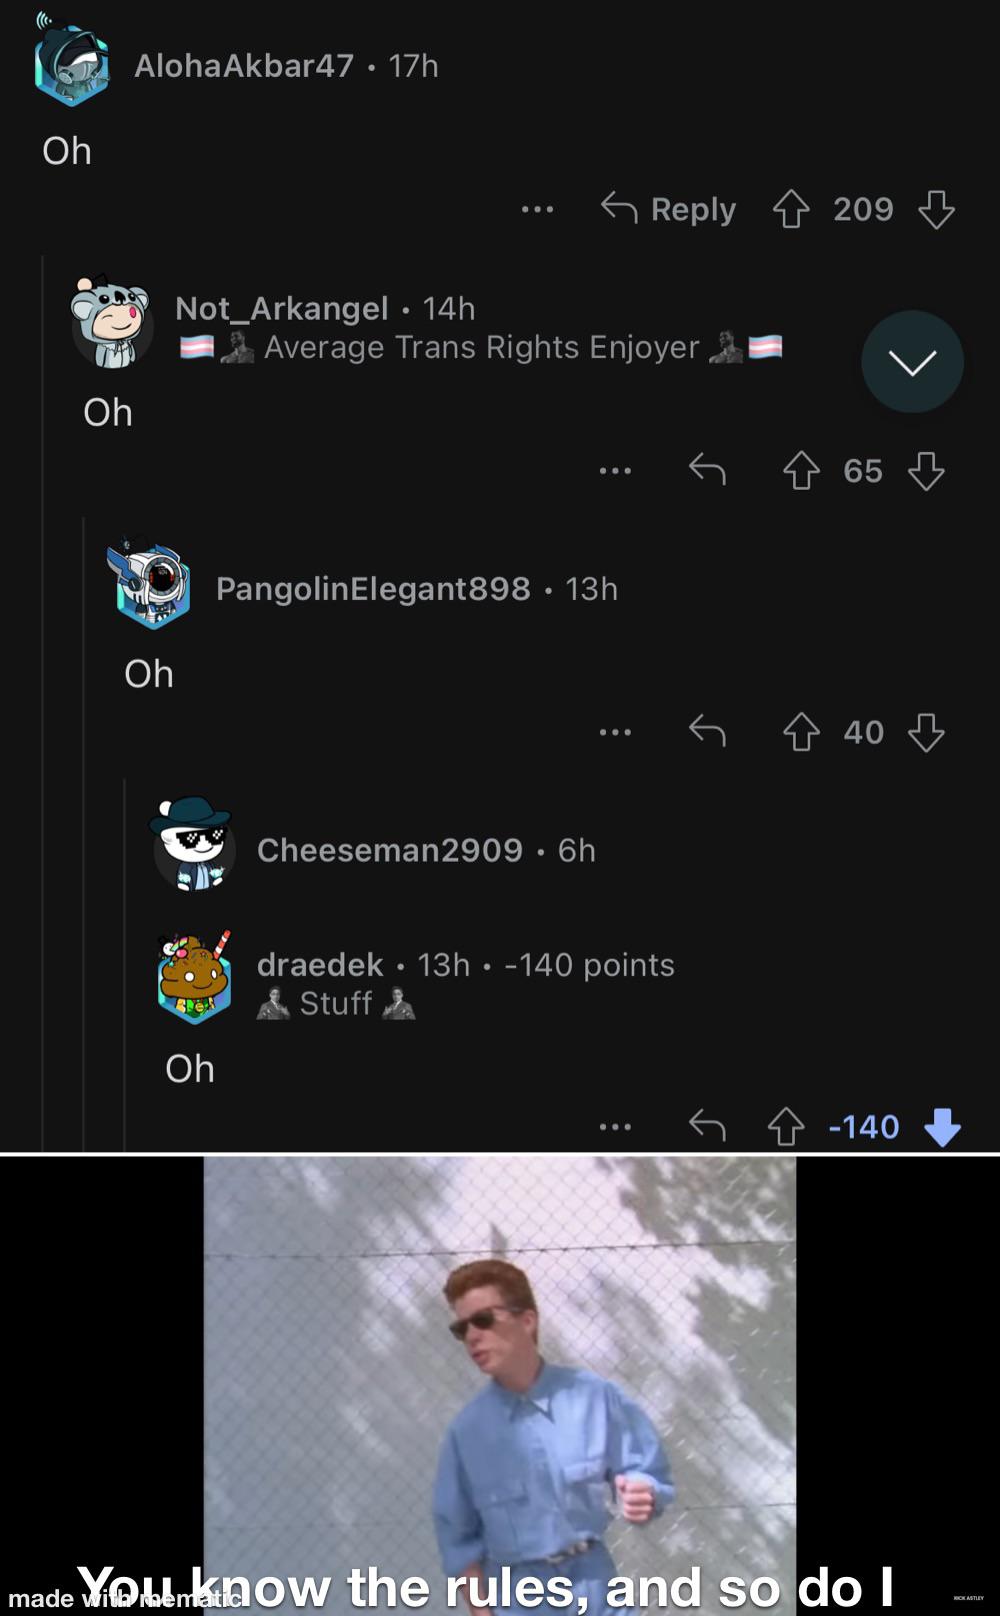 AlohaAkbar47 • 17h
Oh
Reply 209
Not_Arkangel • 14h
Average Trans Rights Enjoyer
Oh
65
PangolinElegant898 • 13h
Oh
40
Cheeseman2909 • 6h
draedek • 13h • -140 points
Stuff
Oh
-140
You know the rules, and so do I
made with mematic
RICK ASTLEY